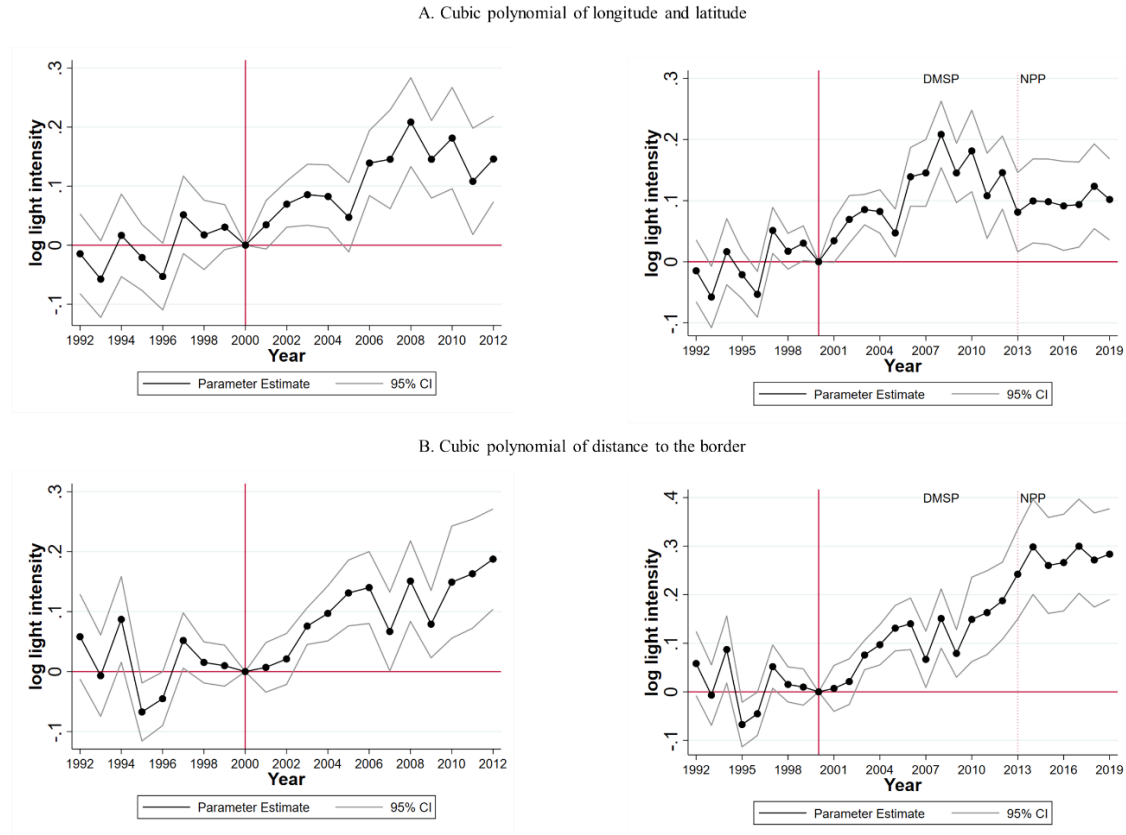 A. Cubic polynomial of longitude and latitude
log light intensity
.3
.2
.1
0
-.1
1992 1994 1996 1998 2000 2002 2004 2006 2008 2010 2012
Year
Parameter Estimate 95% CI
DMSP NPP
log light intensity
.3
.2
.1
0
-.1
1992 1995 1998 2001 2004 2007 2010 2013 2016 2019
Year
Parameter Estimate 95% CI
B. Cubic polynomial of distance to the border
log light intensity
.3
.2
.1
0
-.1
1992 1994 1996 1998 2000 2002 2004 2006 2008 2010 2012
Year
Parameter Estimate 95% CI
DMSP NPP
log light intensity
.4
.3
.2
.1
0
-.1
1992 1995 1998 2001 2004 2007 2010 2013 2016 2019
Year
Parameter Estimate 95% CI